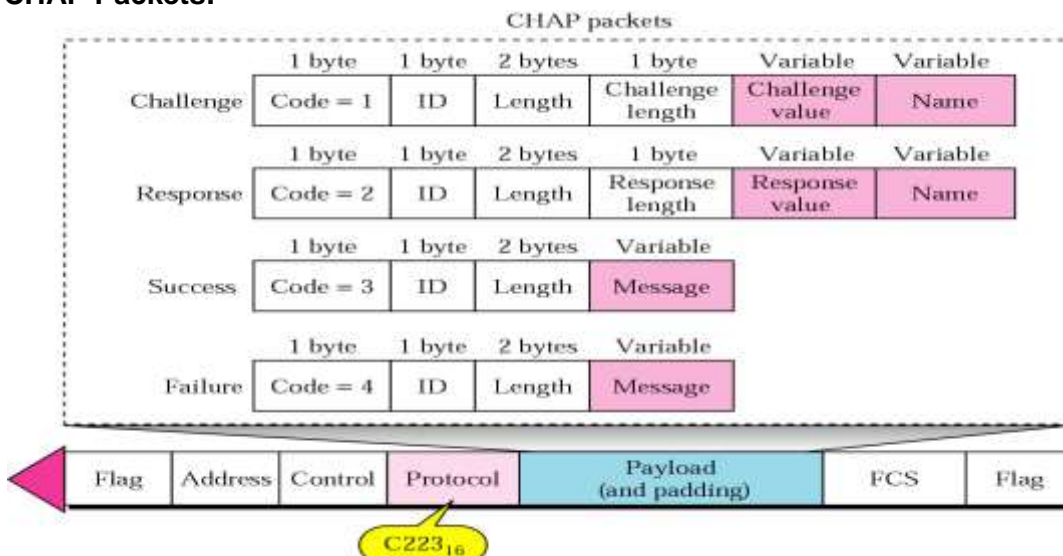 CHAP Packets:
CHAP packets
1 byte 1 byte 2 bytes 1 byte Variable Variable
Challenge Code = 1 ID Length Challenge length Challenge value Name
1 byte 1 byte 2 bytes 1 byte Variable Variable
Response Code = 2 ID Length Response length Response value Name
1 byte 1 byte 2 bytes Variable
Success Code = 3 ID Length Message
1 byte 1 byte 2 bytes Variable
Failure Code = 4 ID Length Message
Flag Address Control Protocol Payload (and padding) FCS Flag
C223₁₆